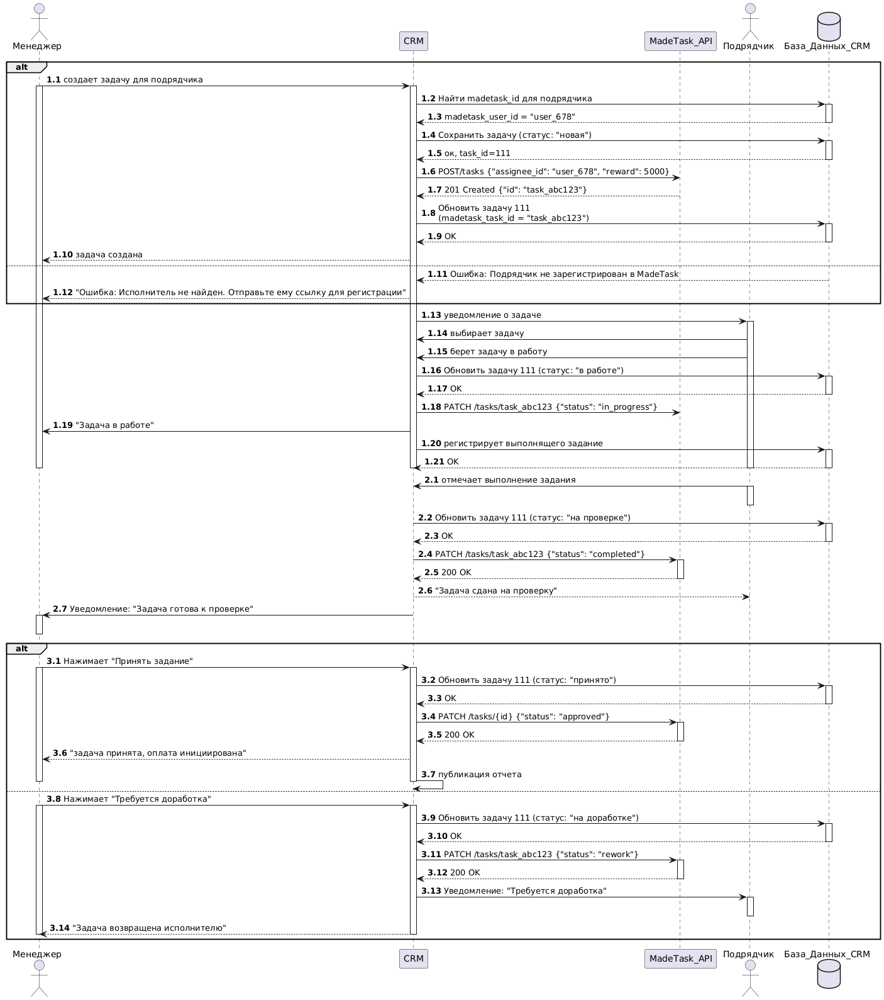 Менеджер
CRM
MadeTask_API
Подрядчик
База_Данных_CRM
alt
1.1 создает задачу для подрядчика
1.2 Найти madetask_id для подрядчика
1.3 madetask_user_id = "user_678"
1.4 Сохранить задачу (статус: "новая")
1.5 ок, task_id=111
1.6 POST/tasks {"assignee_id": "user_678", "reward": 5000}
1.7 201 Created {"id": "task_abc123"}
1.8 Обновить задачу 111
(madetask_task_id = "task_abc123")
1.9 OK
1.10 задача создана
1.11 Ошибка: Подрядчик не зарегистрирован в MadeTask
1.12 "Ошибка: Исполнитель не найден. Отправьте ему ссылку для регистрации"
1.13 уведомление о задаче
1.14 выбирает задачу
1.15 берет задачу в работу
1.16 Обновить задачу 111 (статус: "в работе")
1.17 OK
1.18 PATCH /tasks/task_abc123 {"status": "in_progress"}
1.19 "Задача в работе"
1.20 регистрирует выполнящего задание
1.21 OK
2.1 отмечает выполнение задания
2.2 Обновить задачу 111 (статус: "на проверке")
2.3 OK
2.4 PATCH /tasks/task_abc123 {"status": "completed"}
2.5 200 OK
2.6 "Задача сдана на проверку"
2.7 Уведомление: "Задача готова к проверке"
alt
3.1 Нажимает "Принять задание"
3.2 Обновить задачу 111 (статус: "принято")
3.3 OK
3.4 PATCH /tasks/{id} {"status": "approved"}
3.5 200 OK
3.6 "задача принята, оплата инициирована"
3.7 публикация отчета
3.8 Нажимает "Требуется доработка"
3.9 Обновить задачу 111 (статус: "на доработке")
3.10 OK
3.11 PATCH /tasks/task_abc123 {"status": "rework"}
3.12 200 OK
3.13 Уведомление: "Требуется доработка"
3.14 "Задача возвращена исполнителю"
Менеджер
CRM
MadeTask_API
Подрядчик
База_Данных_CRM